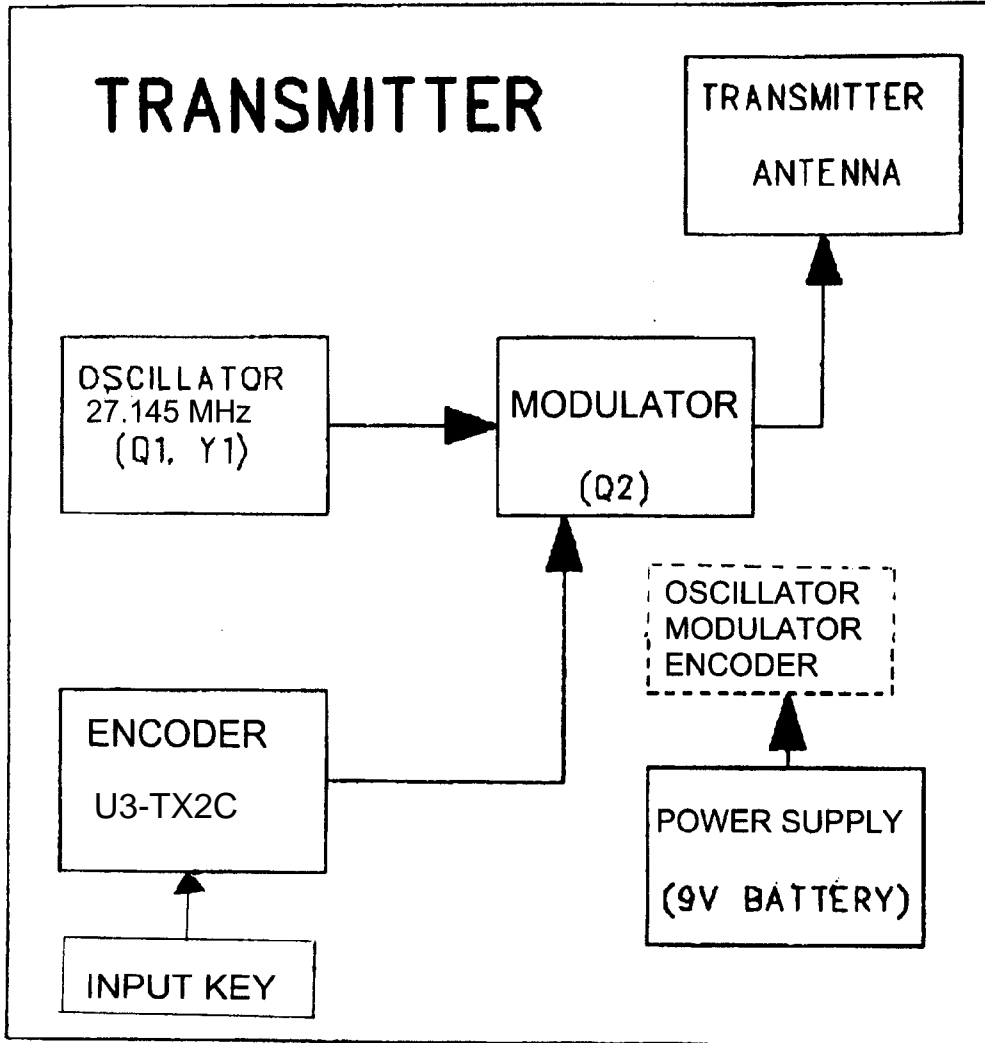 TRANSMITTER
TRANSMITTER
ANTENNA
OSCILLATOR
27.145 MHz
(Q1, Y1)
MODULATOR
(Q2)
OSCILLATOR
MODULATOR
ENCODER
ENCODER
U3-TX2C
POWER SUPPLY
(9V BATTERY)
INPUT KEY